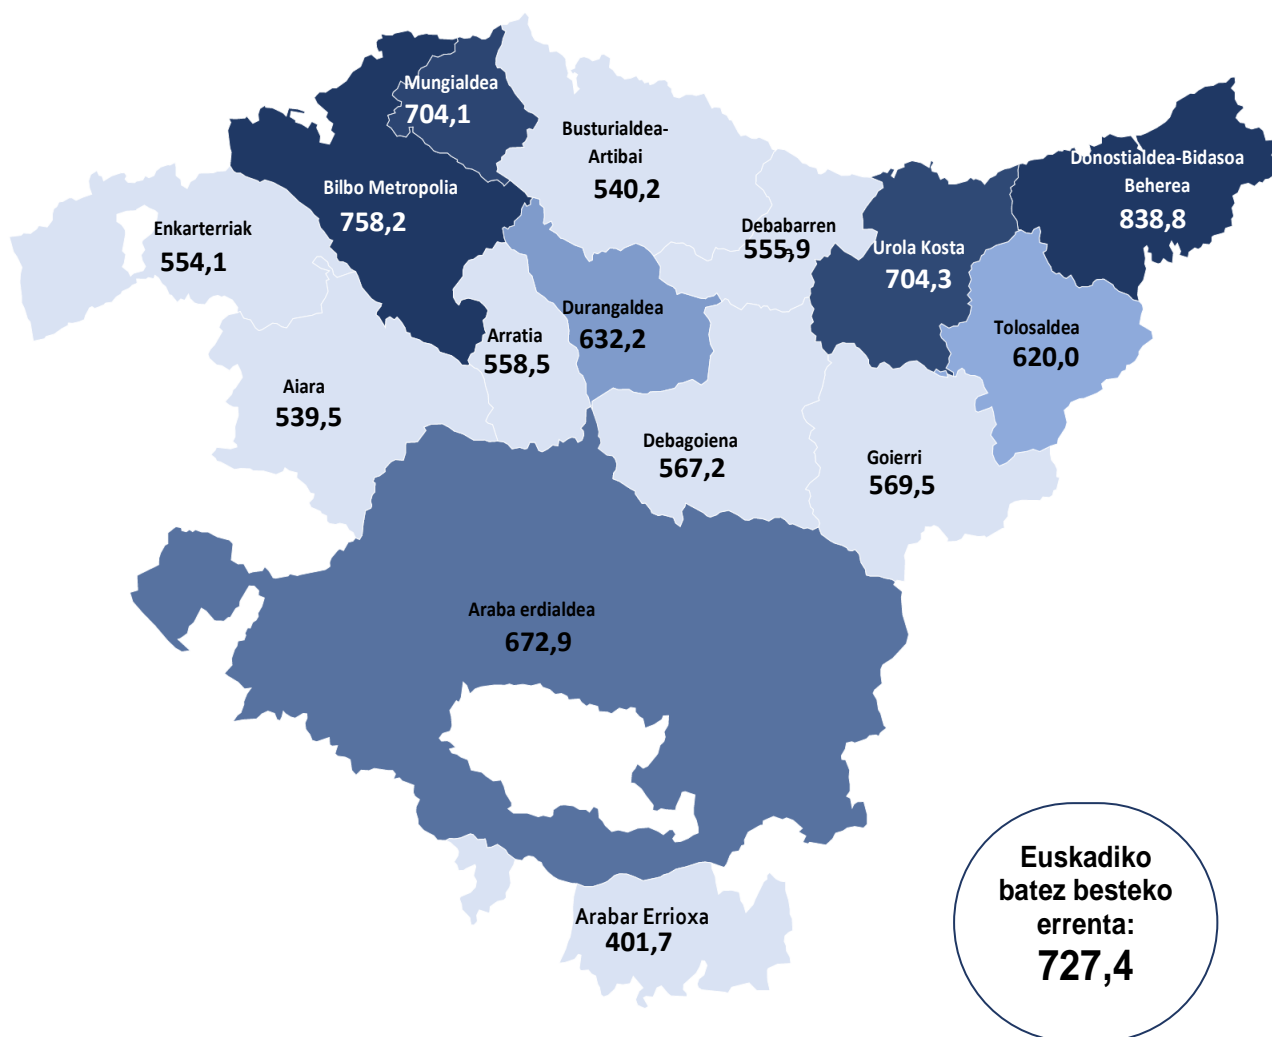 Mungialdea
704,1
Busturialdea-
Artibai
540,2
Donostialdea-Bidasoa
Beherea
838,8
Bilbo Metropolia
758,2
Enkarterriak
554,1
Debabarren
555,9
Urola Kosta
704,3
Durangaldea
632,2
Tolosaldea
620,0
Arratia
558,5
Aiara
539,5
Debagoiena
567,2
Goierri
569,5
Araba erdialdea
672,9
Arabar Errioxa
401,7
Euskadiko
batez besteko
errenta:
727,4